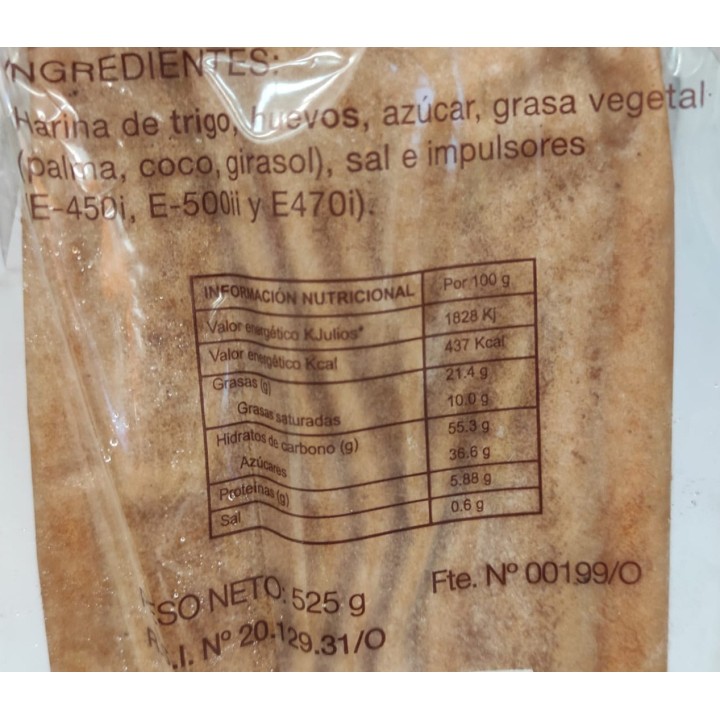 INGREDIENTES:
Harina de trigo, huevos, azúcar, grasa vegetal
(palma, coco, girasol), sal e impulsores
(E-450i, E-500ii y E470i).
INFORMACIÓN NUTRICIONAL Por 100 g
Valor energético KJulios* 1828 Kj
Valor energético Kcal 437 Kcal
Grasas (g) 21.4 g
Grasas saturadas 10.0 g
Hidratos de carbono (g) 55.3 g
Azúcares 36.6 g
Proteínas (g) 5.88 g
Sal 0.6 g
PESO NETO: 525 g Fte. Nº 00199/O
R.S.I. Nº 20.129.31/O